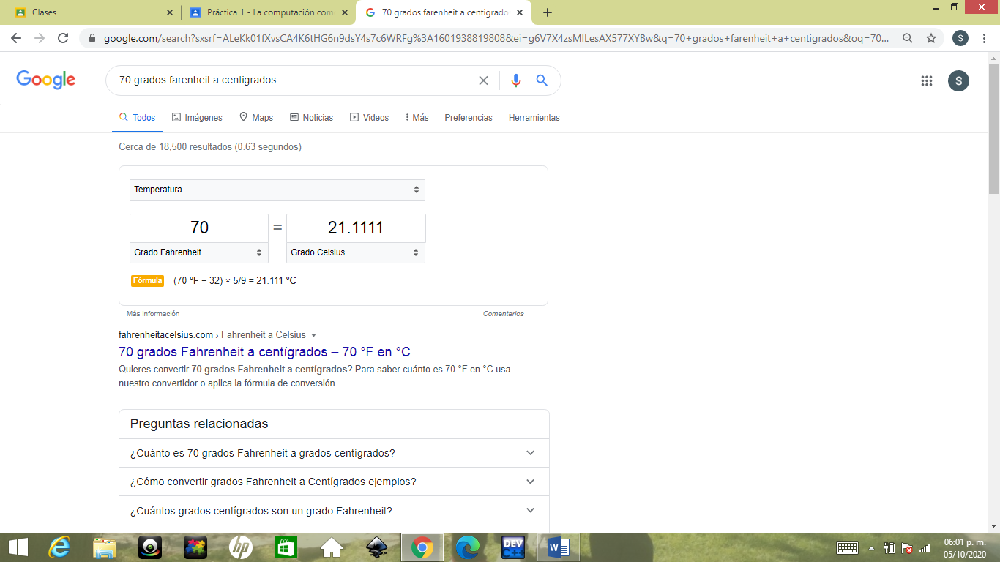 Clases
Práctica 1 - La computación com
70 grados farenheit a centigrado
google.com/search?sxsrf=ALeKk01fXvsCA4K6tHG6n9dsY4s7c6WRFg%3A1601938819808&ei=g6V7X4zsMILesAX577XYBw&q=70+grados+farenheit+a+centigrados&oq=70...
S
Google
70 grados farenheit a centigrados
S
Todos Imágenes Maps Noticias Videos Más Preferencias Herramientas
Cerca de 18,500 resultados (0.63 segundos)
Temperatura
70 = 21.1111
Grado Fahrenheit Grado Celsius
Fórmula (70 °F − 32) × 5/9 = 21.111 °C
Más información Comentarios
fahrenheitacelsius.com › Fahrenheit a Celsius
70 grados Fahrenheit a centígrados – 70 °F en °C
Quieres convertir 70 grados Fahrenheit a centígrados? Para saber cuánto es 70 °F en °C usa
nuestro convertidor o aplica la fórmula de conversión.
Preguntas relacionadas
¿Cuánto es 70 grados Fahrenheit a grados centígrados?
¿Cómo convertir grados Fahrenheit a Centígrados ejemplos?
¿Cuántos grados centígrados son un grado Fahrenheit?
hp
DEV
C++
W
06:01 p. m.
05/10/2020